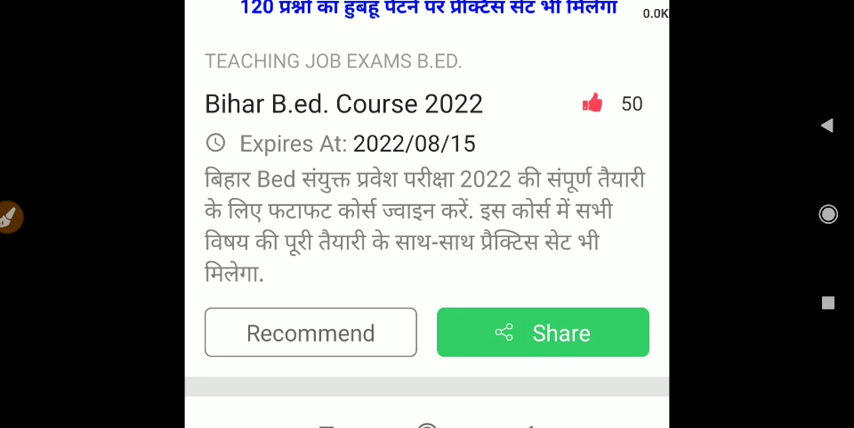 120 प्रश्नों का हुबहू पैटर्न पर प्रैक्टिस सेट भी मिलेगा
0.0K
TEACHING JOB EXAMS B.ED.
Bihar B.ed. Course 2022
50
Expires At: 2022/08/15
बिहार Bed संयुक्त प्रवेश परीक्षा 2022 की संपूर्ण तैयारी
के लिए फटाफट कोर्स ज्वाइन करें. इस कोर्स में सभी
विषय की पूरी तैयारी के साथ-साथ प्रैक्टिस सेट भी
मिलेगा.
Recommend
Share